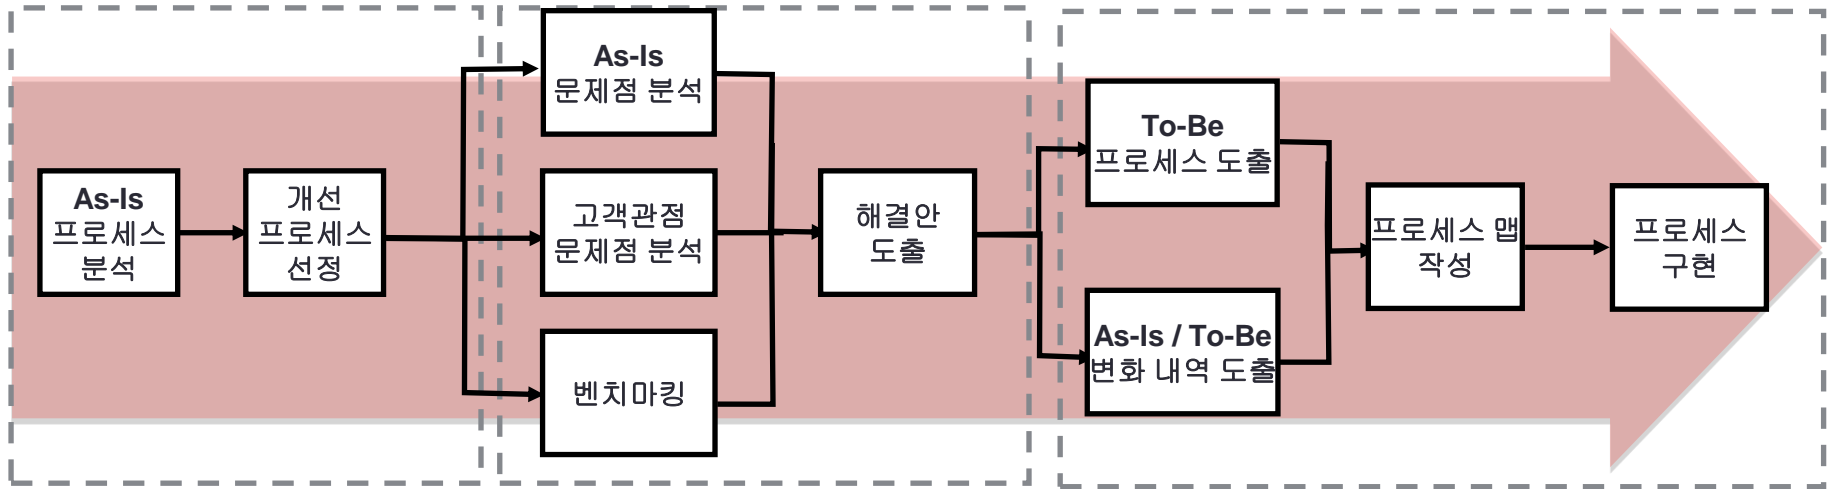 As-Is
프로세스
분석
개선
프로세스
선정
As-Is
문제점 분석
고객관점
문제점 분석
벤치마킹
해결안
도출
To-Be
프로세스 도출
As-Is / To-Be
변화 내역 도출
프로세스 맵
작성
프로세스
구현